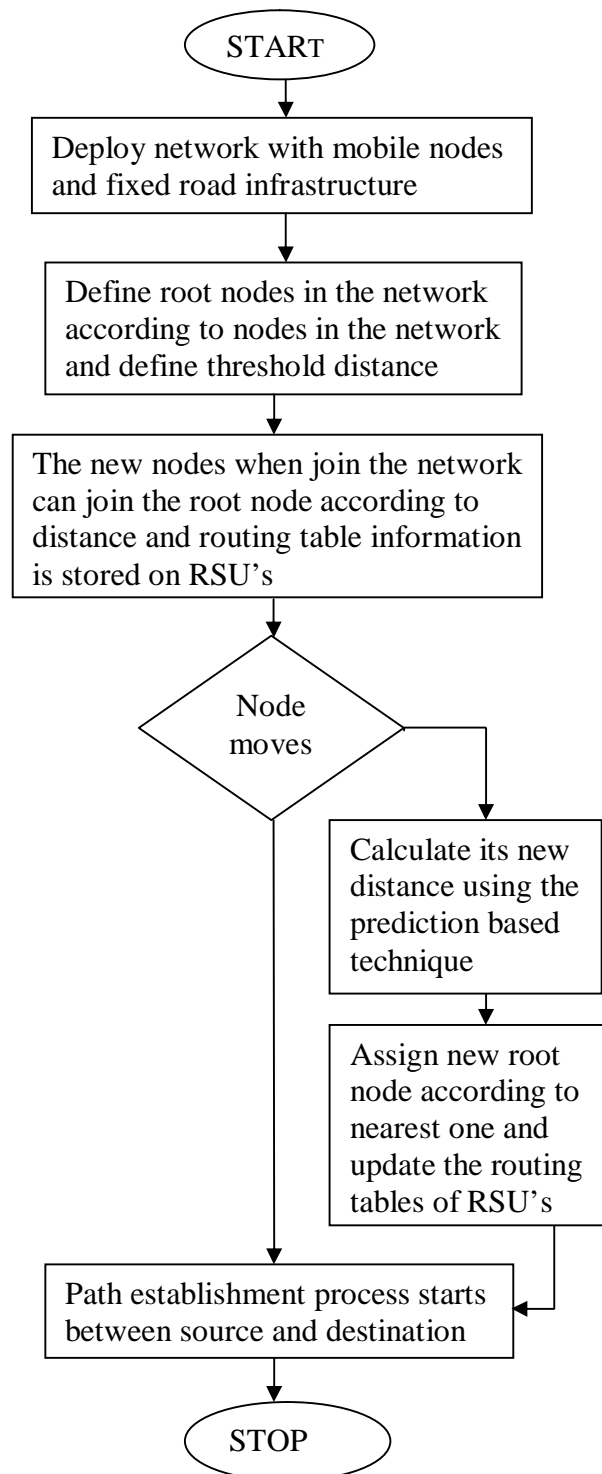 START
Deploy network with mobile nodes
and fixed road infrastructure
Define root nodes in the network
according to nodes in the network
and define threshold distance
The new nodes when join the network
can join the root node according to
distance and routing table information
is stored on RSU’s
Node
moves
Calculate its new
distance using the
prediction based
technique
Assign new root
node according to
nearest one and
update the routing
tables of RSU’s
Path establishment process starts
between source and destination
STOP